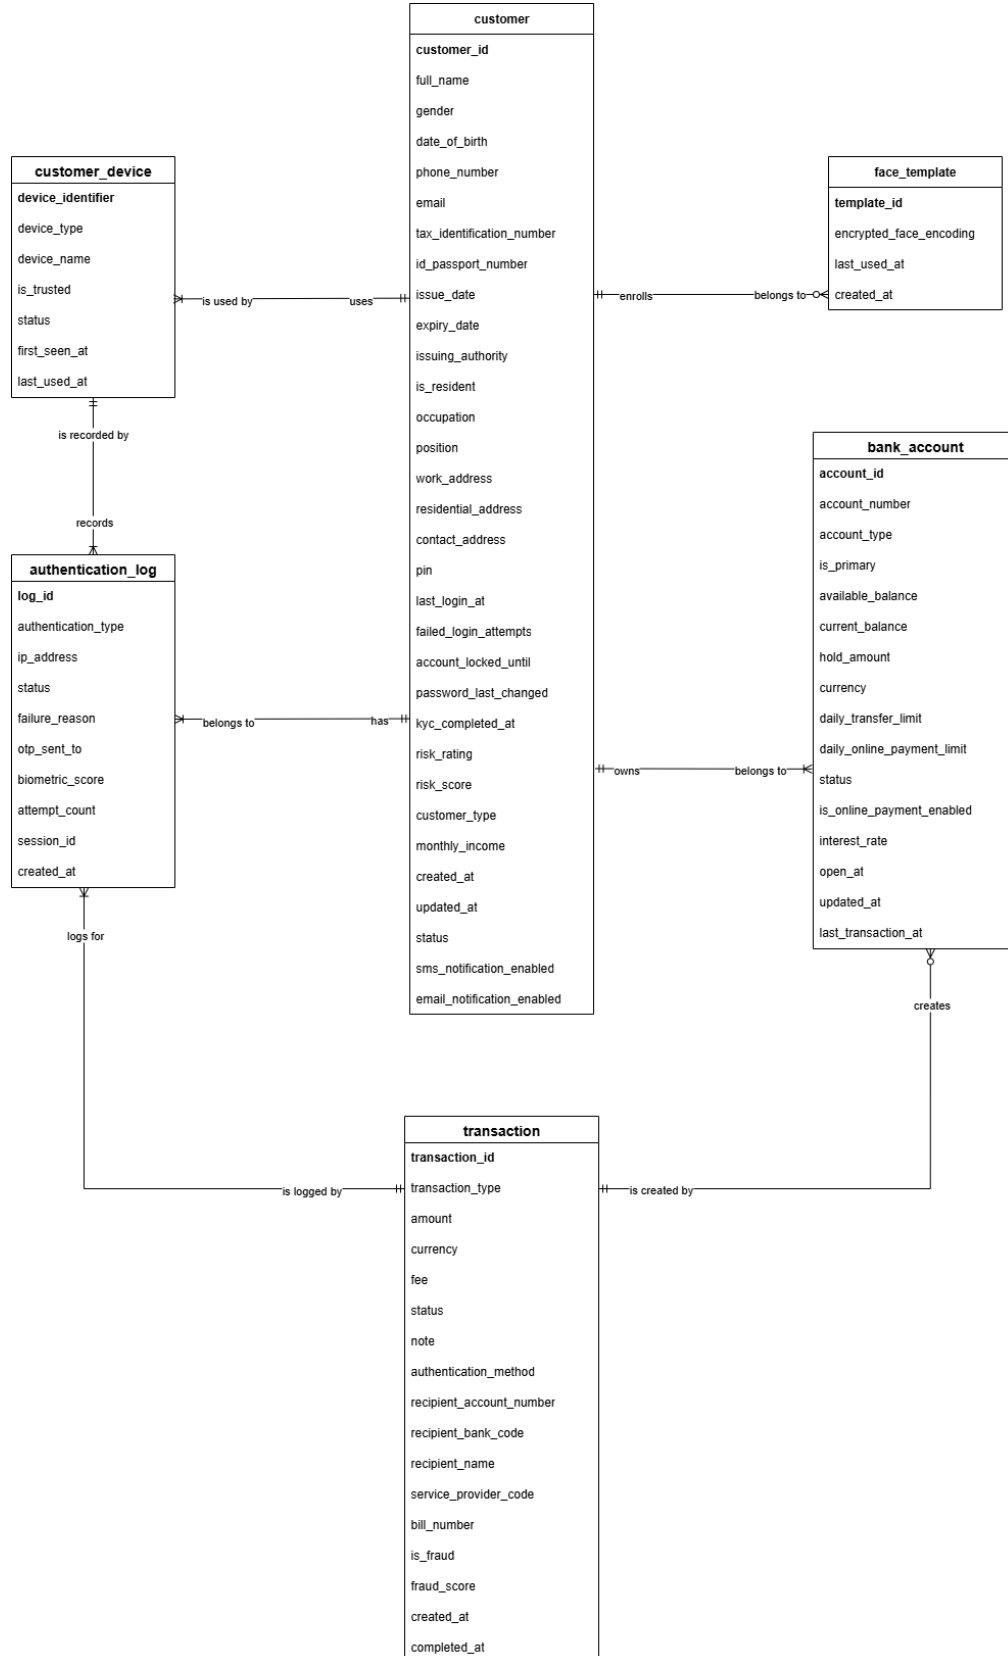 customer
customer_id
full_name
gender
date_of_birth
phone_number
email
tax_identification_number
id_passport_number
issue_date
expiry_date
issuing_authority
is_resident
occupation
position
work_address
residential_address
contact_address
pin
last_login_at
failed_login_attempts
account_locked_until
password_last_changed
kyc_completed_at
risk_rating
risk_score
customer_type
monthly_income
created_at
updated_at
status
sms_notification_enabled
email_notification_enabled
customer_device
device_identifier
device_type
device_name
is_trusted
status
first_seen_at
last_used_at
is used by
uses
face_template
template_id
encrypted_face_encoding
last_used_at
created_at
enrolls
belongs to
is recorded by
records
authentication_log
log_id
authentication_type
ip_address
status
failure_reason
otp_sent_to
biometric_score
attempt_count
session_id
created_at
belongs to
has
bank_account
account_id
account_number
account_type
is_primary
available_balance
current_balance
hold_amount
currency
daily_transfer_limit
daily_online_payment_limit
status
is_online_payment_enabled
interest_rate
open_at
updated_at
last_transaction_at
owns
belongs to
logs for
is logged by
creates
is created by
transaction
transaction_id
transaction_type
amount
currency
fee
status
note
authentication_method
recipient_account_number
recipient_bank_code
recipient_name
service_provider_code
bill_number
is_fraud
fraud_score
created_at
completed_at